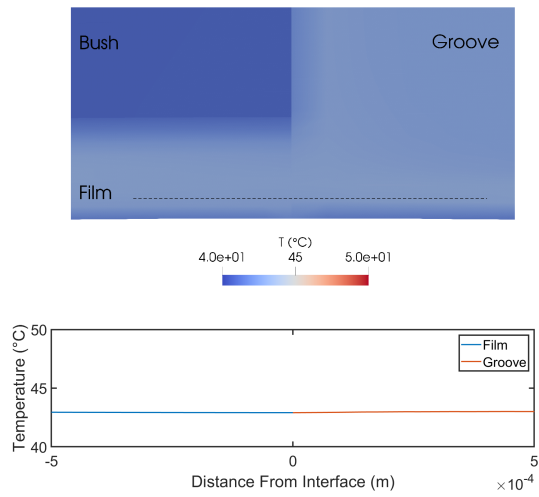 Bush Groove
Film
T (°C)
4.0e+01 45 5.0e+01
50
45
40
Temperature (°C)
Film
Groove
-5 0 5
Distance From Interface (m)
×10-4